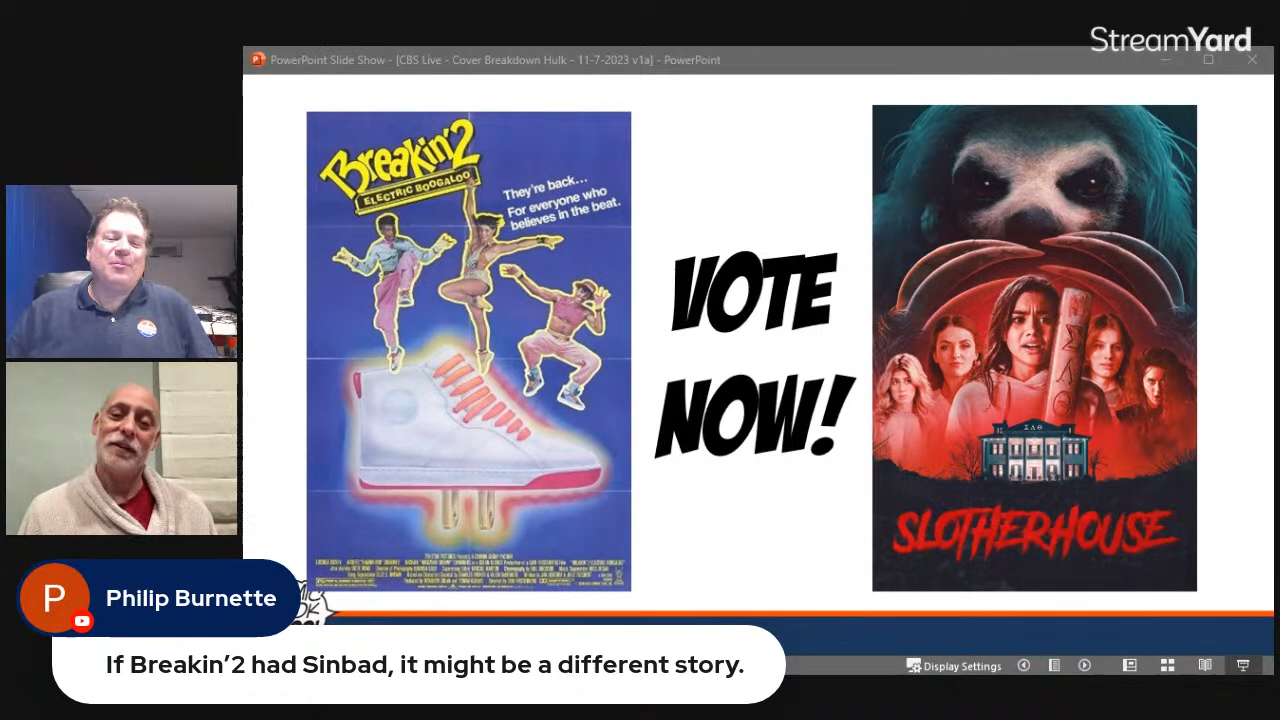 StreamYard
PowerPoint Slide Show - [CBS Live - Cover Breakdown Hulk - 11-7-2023 v1a] - PowerPoint
Breakin'2
ELECTRIC BOOGALOO
They're back...
For everyone who
believes in the beat.
VOTE
NOW!
ΣΛΘ
ΣΛΘ
SLOTHERHOUSE
P
Philip Burnette
If Breakin’2 had Sinbad, it might be a different story.
Display Settings